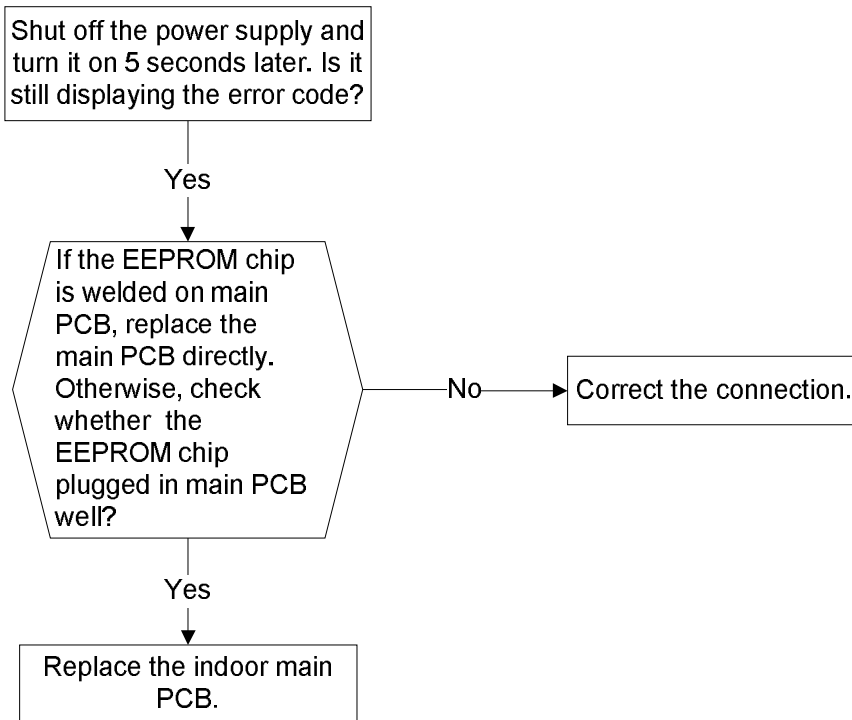 Shut off the power supply and
turn it on 5 seconds later. Is it
still displaying the error code?
Yes
If the EEPROM chip
is welded on main
PCB, replace the
main PCB directly.
Otherwise, check
whether the
EEPROM chip
plugged in main PCB
well?
No
Correct the connection.
Yes
Replace the indoor main
PCB.